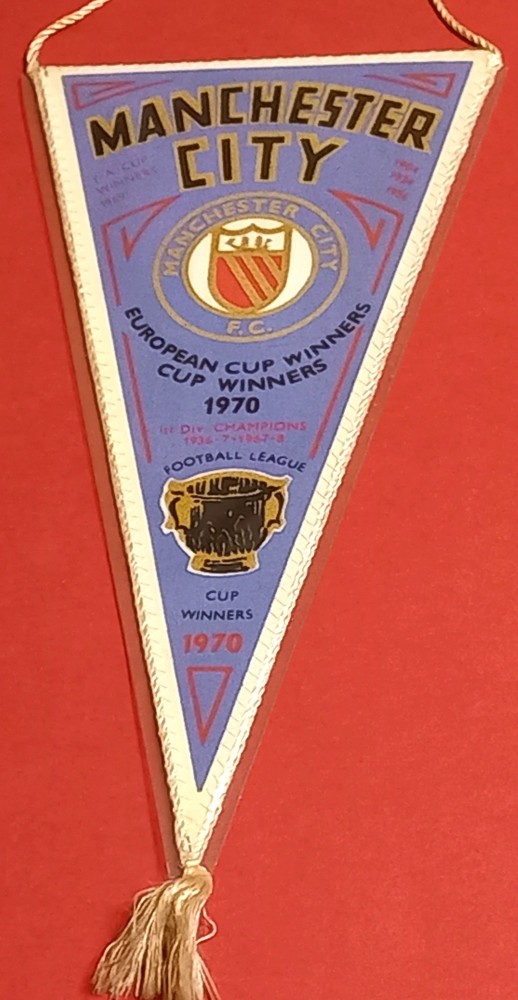 MANCHESTER
CITY
F.A. CUP
WINNERS
1904
1934
1956
MANCHESTER CITY
F.C.
EUROPEAN CUP WINNERS
CUP WINNERS
1970
1st DIV. CHAMPIONS
1936-7•1967-8
FOOTBALL LEAGUE
CUP
WINNERS
1970